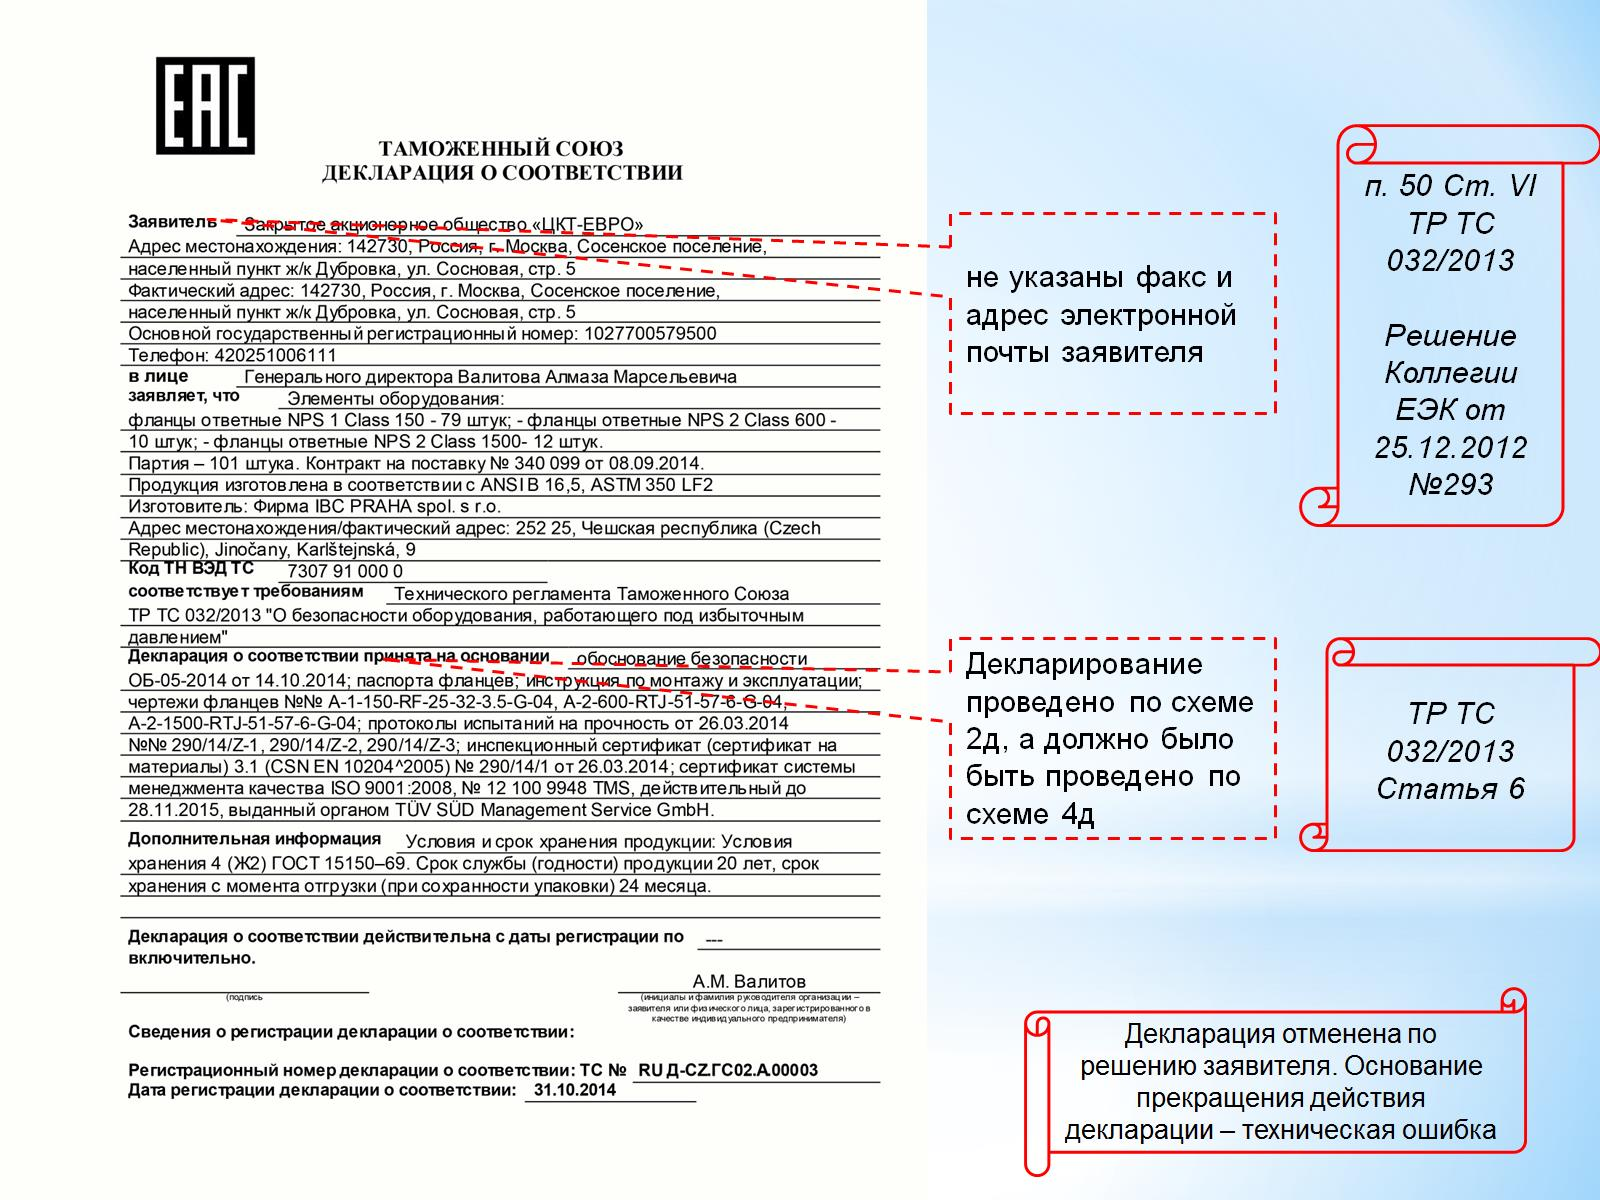 EAC
ТАМОЖЕННЫЙ СОЮЗ
ДЕКЛАРАЦИЯ О СООТВЕТСТВИИ
Заявитель Закрытое акционерное общество «ЦКТ-ЕВРО»
Адрес местонахождения: 142730, Россия, г. Москва, Сосенское поселение,
населенный пункт ж/к Дубровка, ул. Сосновая, стр. 5
Фактический адрес: 142730, Россия, г. Москва, Сосенское поселение,
населенный пункт ж/к Дубровка, ул. Сосновая, стр. 5
Основной государственный регистрационный номер: 1027700579500
Телефон: 420251006111
в лице Генерального директора Валитова Алмаза Марсельевича
заявляет, что Элементы оборудования:
фланцы ответные NPS 1 Class 150 - 79 штук; - фланцы ответные NPS 2 Class 600 -
10 штук; - фланцы ответные NPS 2 Class 1500- 12 штук.
Партия – 101 штука. Контракт на поставку № 340 099 от 08.09.2014.
Продукция изготовлена в соответствии с ANSI B 16,5, ASTM 350 LF2
Изготовитель: Фирма IBC PRAHA spol. s r.o.
Адрес местонахождения/фактический адрес: 252 25, Чешская республика (Czech
Republic), Jinočany, Karlštejnská, 9
Код ТН ВЭД ТС 7307 91 000 0
соответствует требованиям Технического регламента Таможенного Союза
ТР ТС 032/2013 "О безопасности оборудования, работающего под избыточным
давлением"
Декларация о соответствии принята на основании обоснование безопасности
ОБ-05-2014 от 14.10.2014; паспорта фланцев; инструкция по монтажу и эксплуатации;
чертежи фланцев №№ A-1-150-RF-25-32-3.5-G-04, A-2-600-RTJ-51-57-6-G-04,
A-2-1500-RTJ-51-57-6-G-04; протоколы испытаний на прочность от 26.03.2014
№№ 290/14/Z-1, 290/14/Z-2, 290/14/Z-3; инспекционный сертификат (сертификат на
материалы) 3.1 (CSN EN 10204^2005) № 290/14/1 от 26.03.2014; сертификат системы
менеджмента качества ISO 9001:2008, № 12 100 9948 TMS, действительный до
28.11.2015, выданный органом TÜV SÜD Management Service GmbH.
Дополнительная информация Условия и срок хранения продукции: Условия
хранения 4 (Ж2) ГОСТ 15150–69. Срок службы (годности) продукции 20 лет, срок
хранения с момента отгрузки (при сохранности упаковки) 24 месяца.
Декларация о соответствии действительна с даты регистрации по ---
включительно.
А.М. Валитов
(подпись
(инициалы и фамилия руководителя организации –
заявителя или физического лица, зарегистрированного в
качестве индивидуального предпринимателя)
Сведения о регистрации декларации о соответствии:
Регистрационный номер декларации о соответствии: ТС № RU Д-CZ.ГС02.А.00003
Дата регистрации декларации о соответствии: 31.10.2014
не указаны факс и
адрес электронной
почты заявителя
п. 50 Ст. VI
ТР ТС
032/2013
Решение
Коллегии
ЕЭК от
25.12.2012
№293
Декларирование
проведено по схеме
2д, а должно было
быть проведено по
схеме 4д
ТР ТС
032/2013
Статья 6
Декларация отменена по
решению заявителя. Основание
прекращения действия
декларации – техническая ошибка